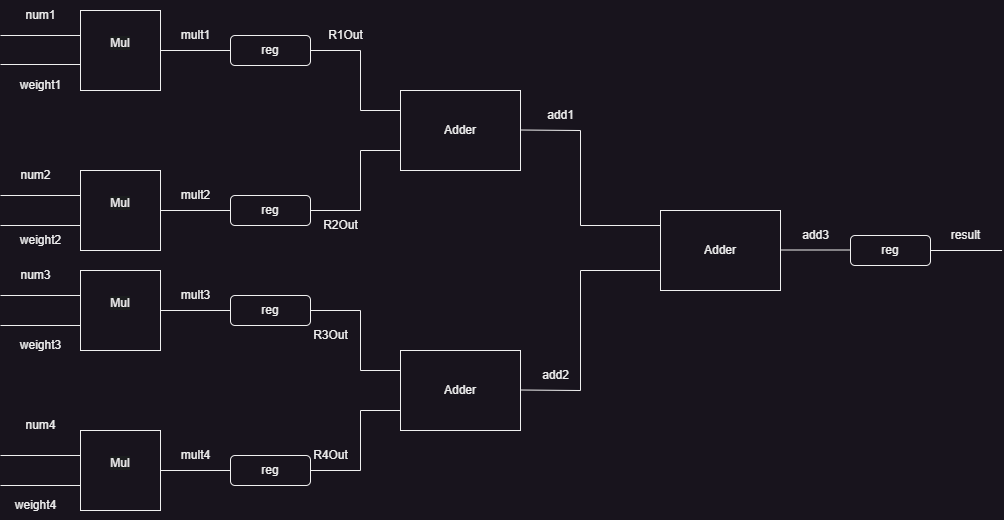 num1
Mul
mult1
reg
R1Out
weight1
Adder
add1
num2
Mul
mult2
reg
R2Out
weight2
Adder
add3
reg
result
num3
Mul
mult3
reg
R3Out
weight3
Adder
add2
num4
Mul
mult4
reg
R4Out
weight4